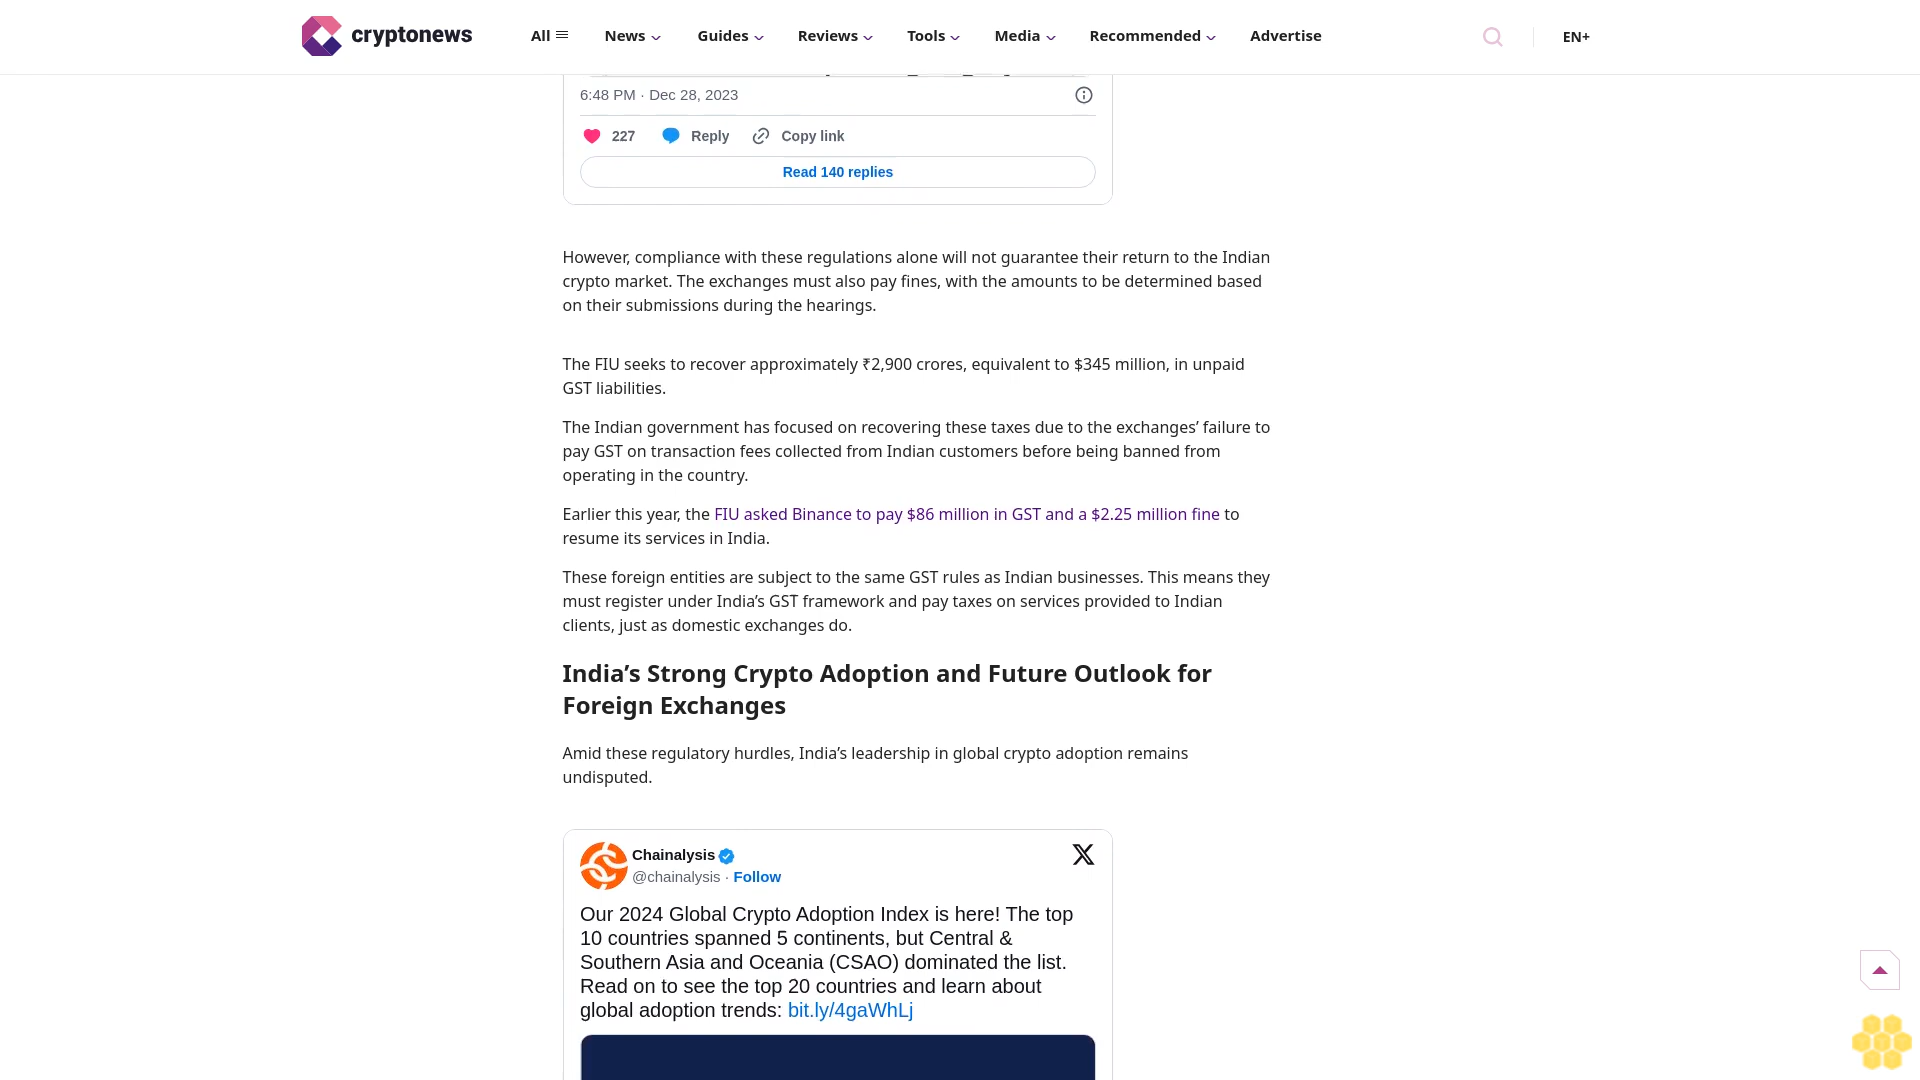 cryptonews
All
News
Guides
Reviews
Tools
Media
Recommended
Advertise
EN+
6:48 PM · Dec 28, 2023
227
Reply
Copy link
Read 140 replies
However, compliance with these regulations alone will not guarantee their return to the Indian
crypto market. The exchanges must also pay fines, with the amounts to be determined based
on their submissions during the hearings.
The FIU seeks to recover approximately ₹2,900 crores, equivalent to $345 million, in unpaid
GST liabilities.
The Indian government has focused on recovering these taxes due to the exchanges’ failure to
pay GST on transaction fees collected from Indian customers before being banned from
operating in the country.
Earlier this year, the FIU asked Binance to pay $86 million in GST and a $2.25 million fine to
resume its services in India.
These foreign entities are subject to the same GST rules as Indian businesses. This means they
must register under India’s GST framework and pay taxes on services provided to Indian
clients, just as domestic exchanges do.
India’s Strong Crypto Adoption and Future Outlook for
Foreign Exchanges
Amid these regulatory hurdles, India’s leadership in global crypto adoption remains
undisputed.
Chainalysis
@chainalysis · Follow
Our 2024 Global Crypto Adoption Index is here! The top
10 countries spanned 5 continents, but Central &
Southern Asia and Oceania (CSAO) dominated the list.
Read on to see the top 20 countries and learn about
global adoption trends: bit.ly/4gaWhLj